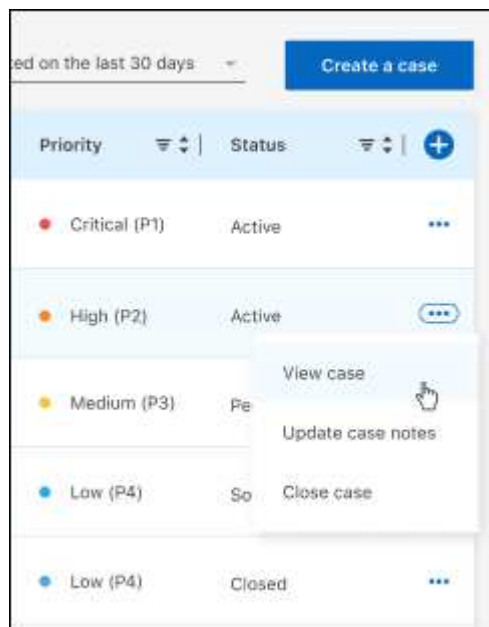 ed on the last 30 days
Create a case
Priority Status
Critical (P1) Active
High (P2) Active
View case
Medium (P3) Pe
Update case notes
Low (P4) So Close case
Low (P4) Closed